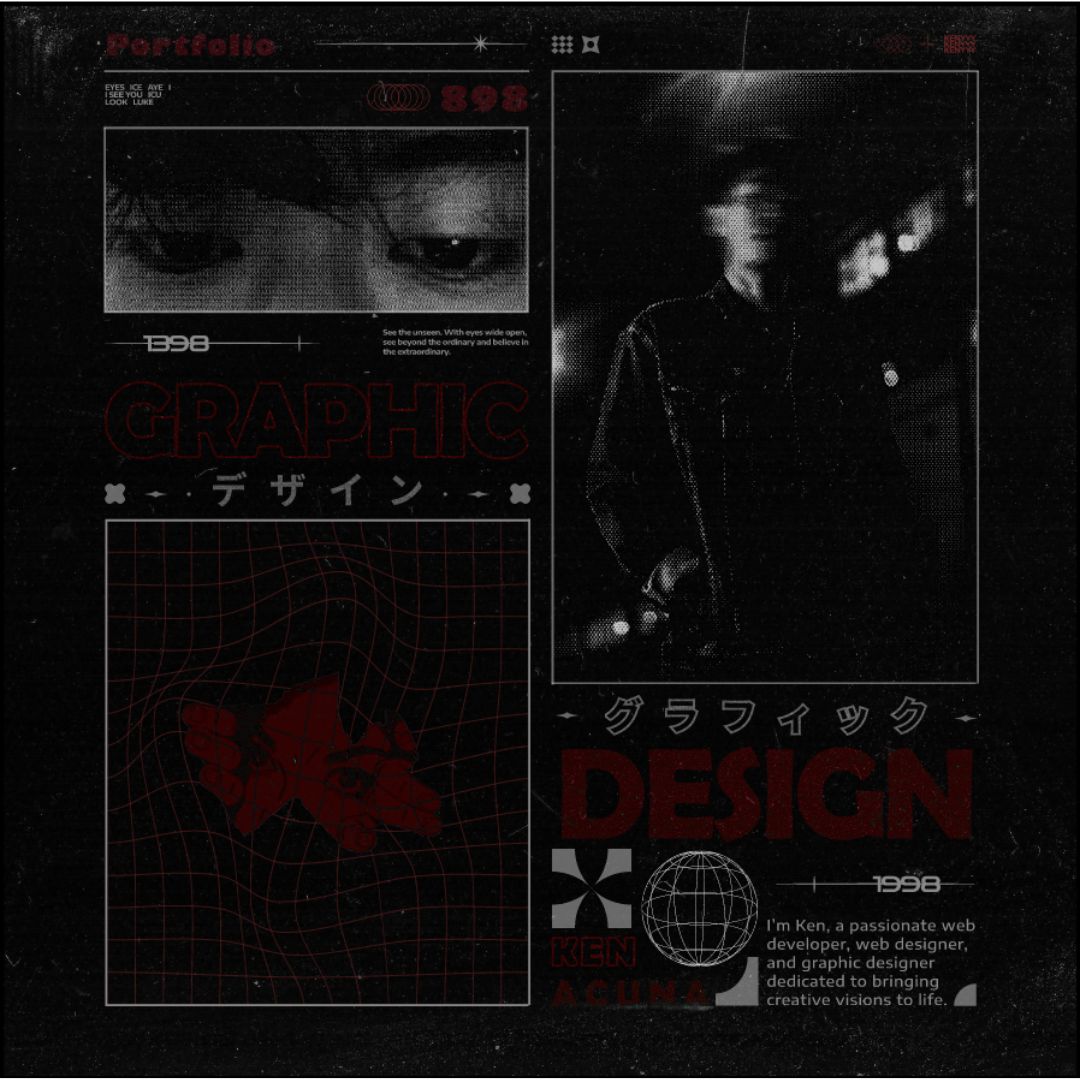 Portfolio
EYES ICE AYE I
I SEE YOU ICU
LOOK LUKE
898
1398
See the unseen. With eyes wide open,
see beyond the ordinary and believe in
the extraordinary.
GRAPHIC
デザイン
グラフィック
DESIGN
1998
KEN
ACUNA
I'm Ken, a passionate web
developer, web designer,
and graphic designer
dedicated to bringing
creative visions to life.